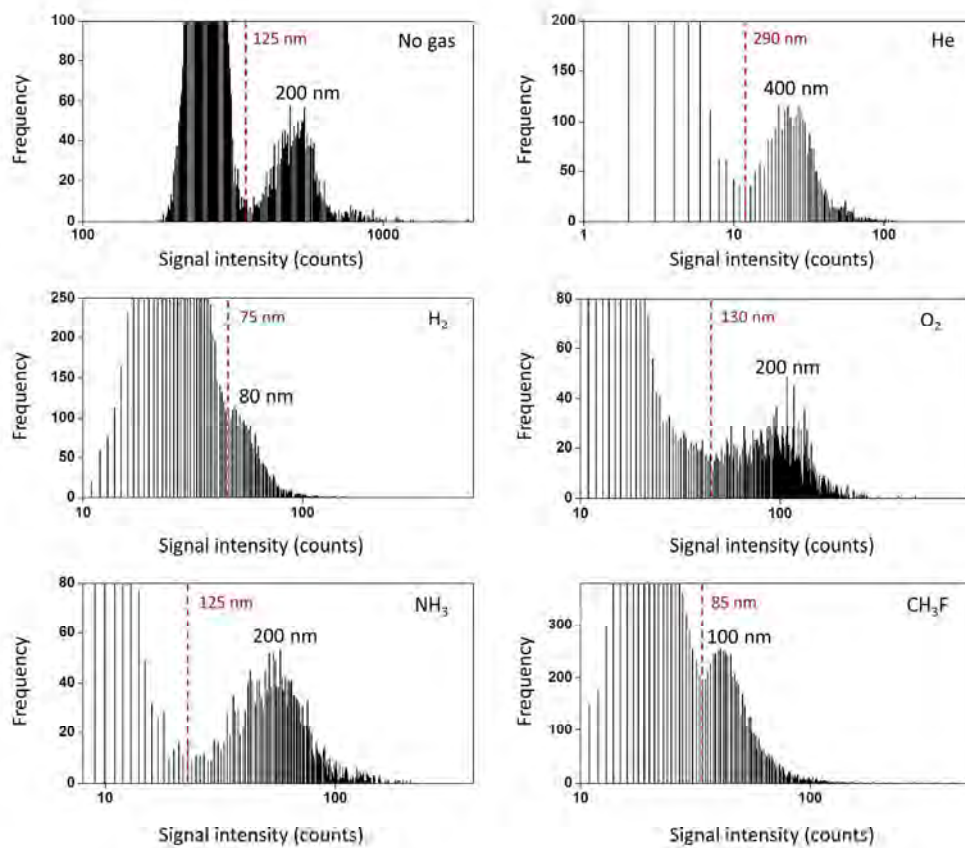 100
80
60
40
20
0
Frequency
125 nm
No gas
200 nm
100
1000
Signal intensity (counts)
200
150
100
50
0
Frequency
290 nm
He
400 nm
1
10
100
Signal intensity (counts)
250
200
150
100
50
0
Frequency
75 nm
H₂
80 nm
10
100
Signal intensity (counts)
80
60
40
20
0
Frequency
130 nm
O₂
200 nm
10
100
Signal intensity (counts)
80
60
40
20
0
Frequency
125 nm
NH₃
200 nm
10
100
Signal intensity (counts)
300
200
100
0
Frequency
85 nm
CH₃F
100 nm
10
100
Signal intensity (counts)